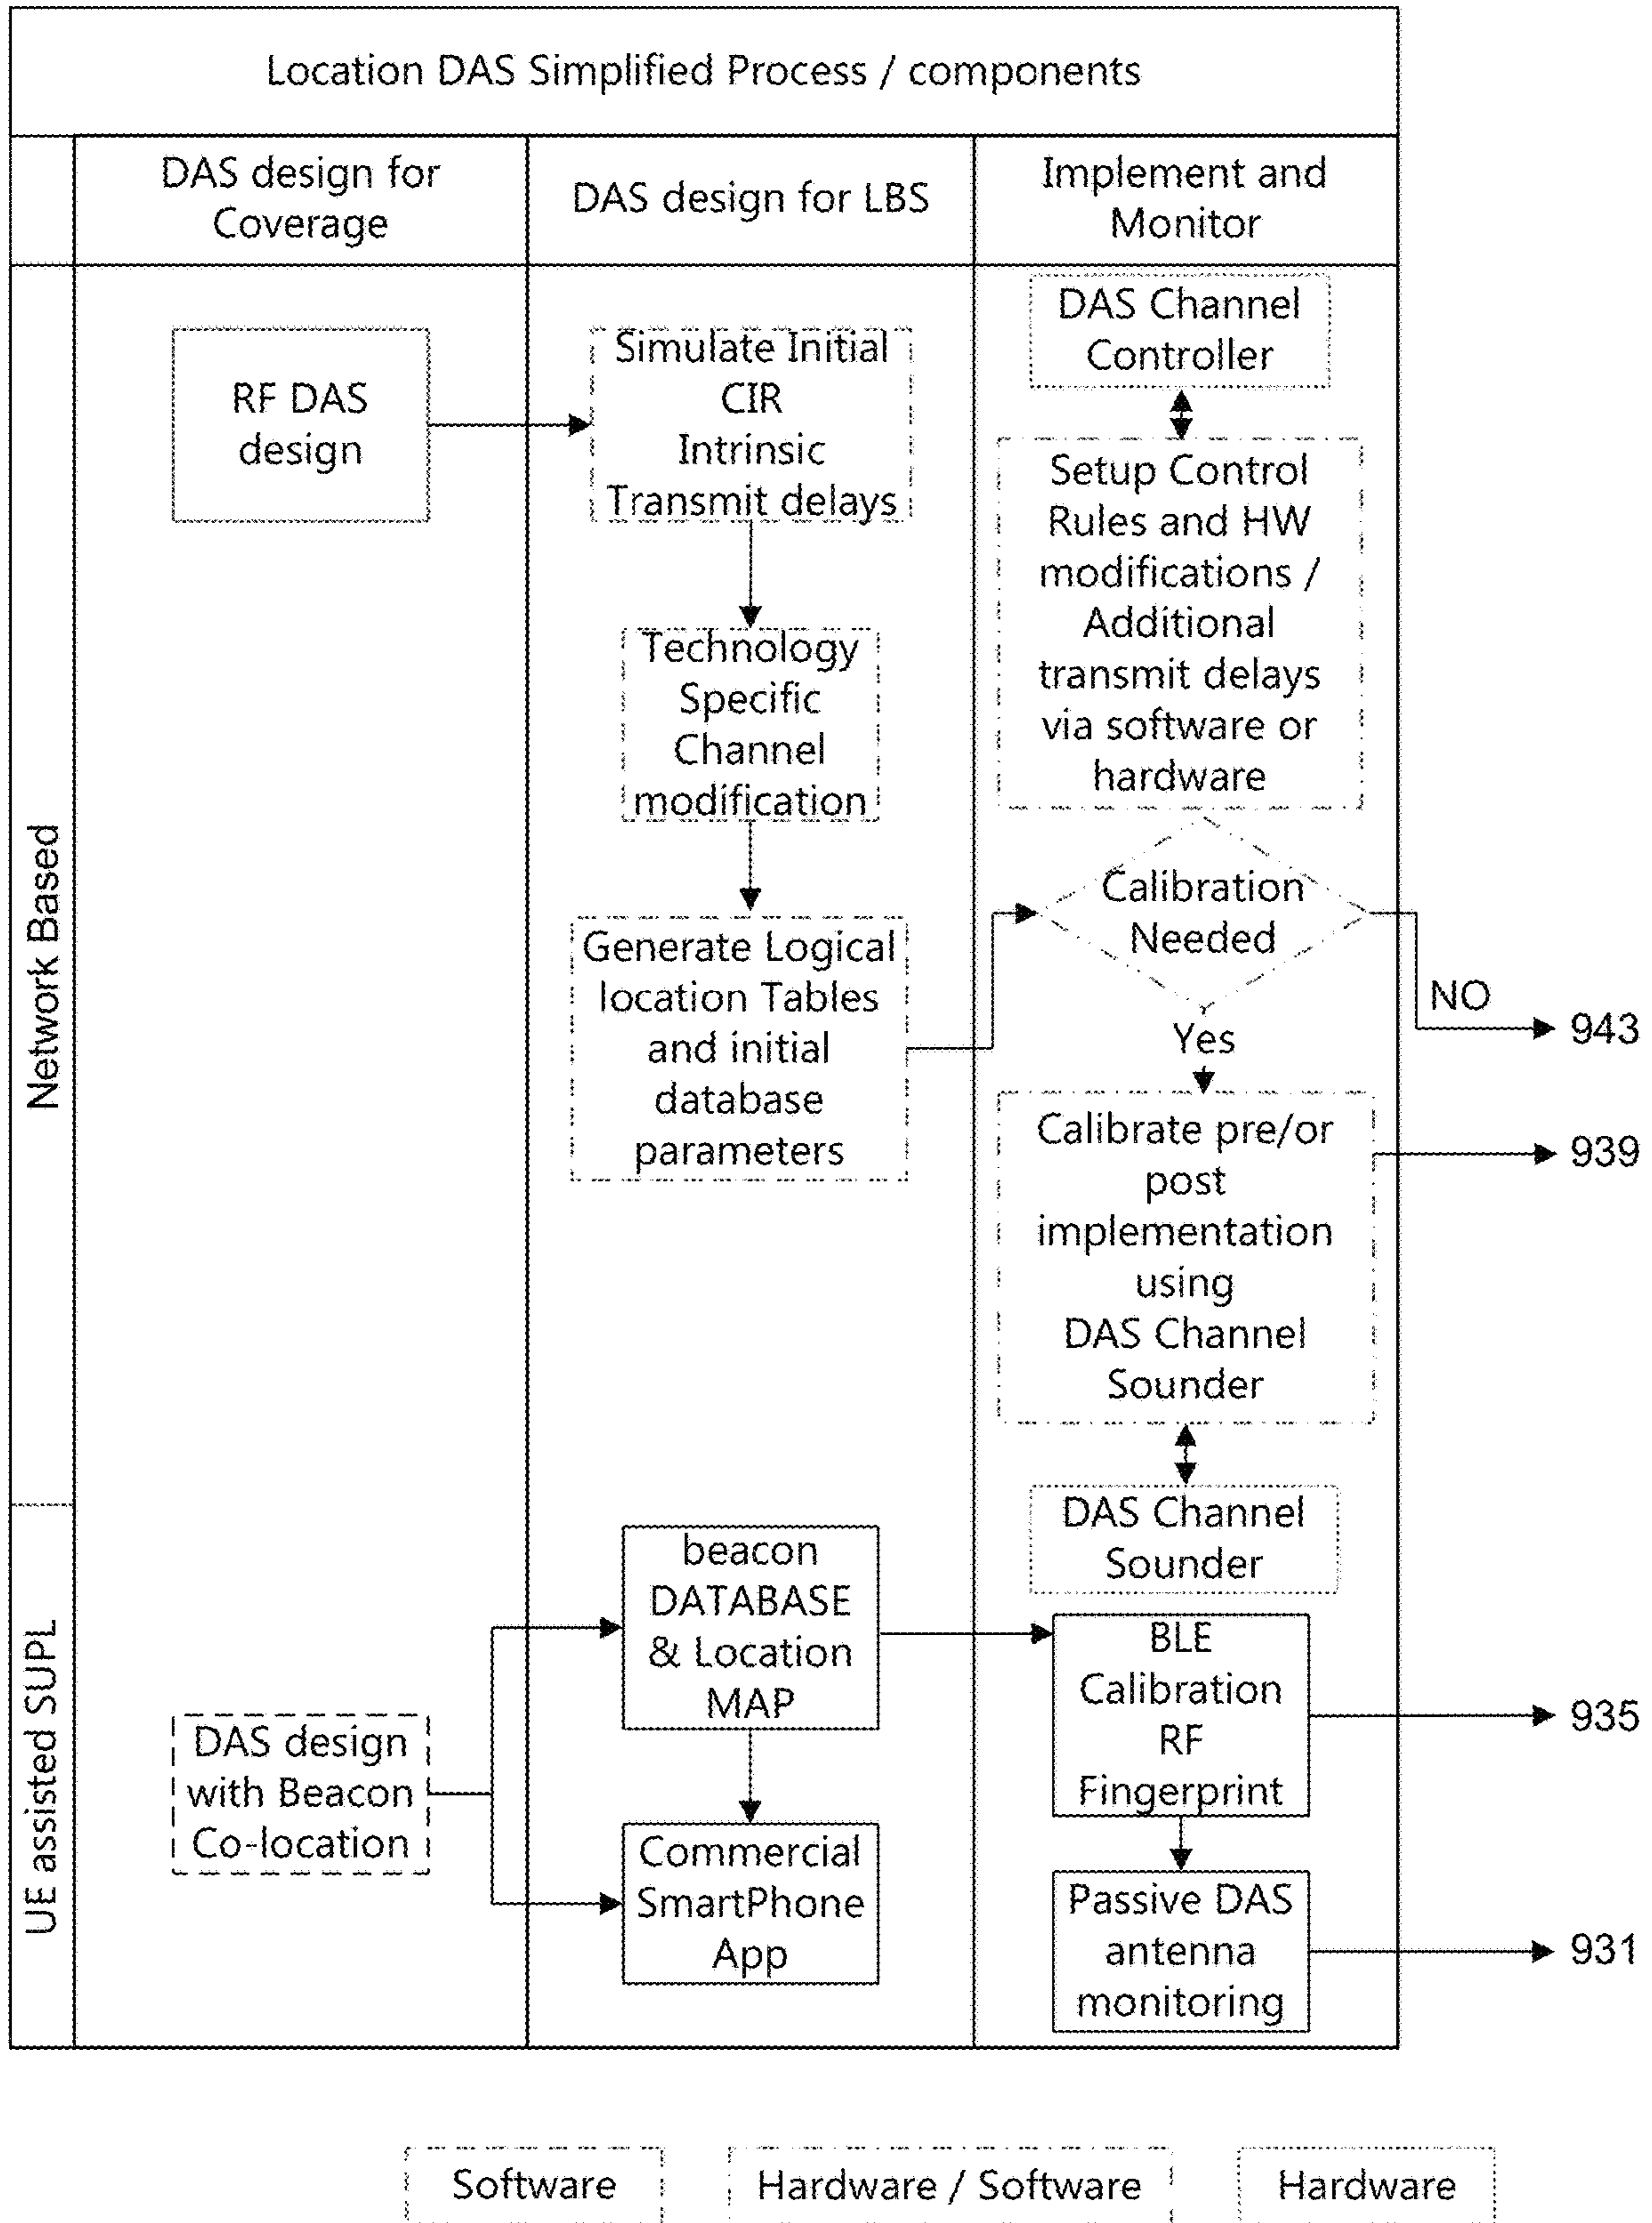 Location DAS Simplified Process / components
DAS design for
Coverage
DAS design for LBS
Implement and
Monitor
Network Based
RF DAS
design
Simulate Initial
CIR
Intrinsic
Transmit delays
Technology
Specific
Channel
modification
Generate Logical
location Tables
and initial
database
parameters
DAS Channel
Controller
Setup Control
Rules and HW
modifications /
Additional
transmit delays
via software or
hardware
Calibration
Needed
NO
943
Yes
Calibrate pre/or
post
implementation
using
DAS Channel
Sounder
939
DAS Channel
Sounder
UE assisted SUPL
DAS design
with Beacon
Co-location
beacon
DATABASE
& Location
MAP
Commercial
SmartPhone
App
BLE
Calibration
RF
Fingerprint
935
Passive DAS
antenna
monitoring
931
Software
Hardware / Software
Hardware